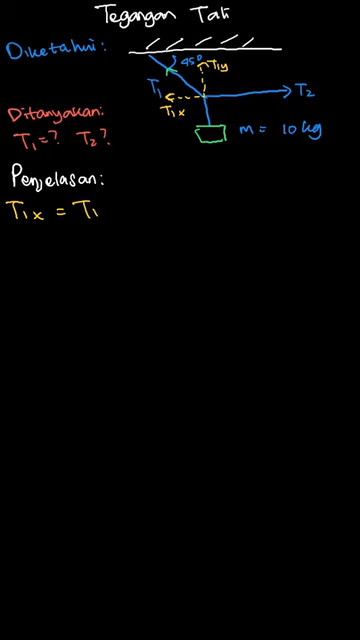 Tegangan Tali
Diketahui:
45°
T1y
T1
T2
T1x
m = 10 kg
Ditanyakan:
T1 = ? T2 ?
Penjelasan:
T1x = T1